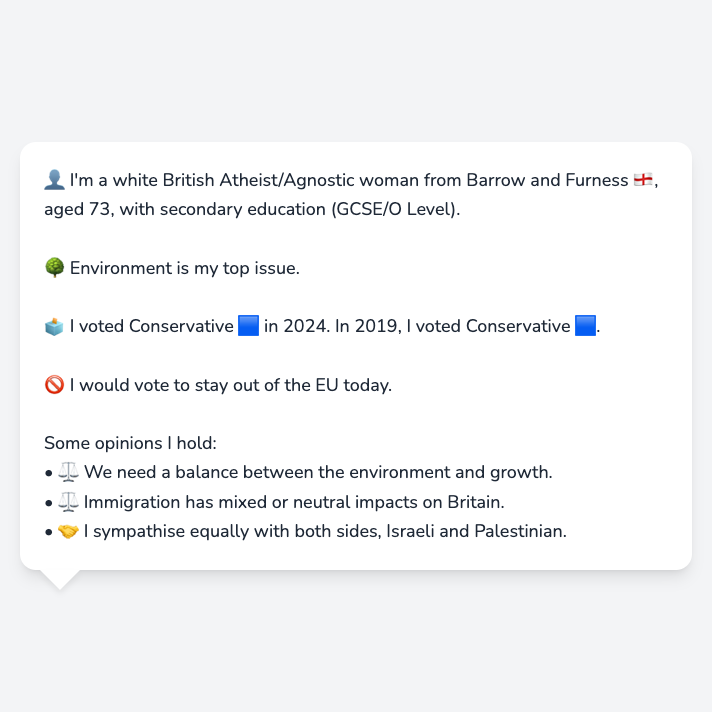 👤 I'm a white British Atheist/Agnostic woman from Barrow and Furness 🏴󠁧󠁢󠁥󠁮󠁧󠁿,
aged 73, with secondary education (GCSE/O Level).
🌳 Environment is my top issue.
🗳️ I voted Conservative 🟦 in 2024. In 2019, I voted Conservative 🟦.
🚫 I would vote to stay out of the EU today.
Some opinions I hold:
• ⚖️ We need a balance between the environment and growth.
• ⚖️ Immigration has mixed or neutral impacts on Britain.
• 🤝 I sympathise equally with both sides, Israeli and Palestinian.